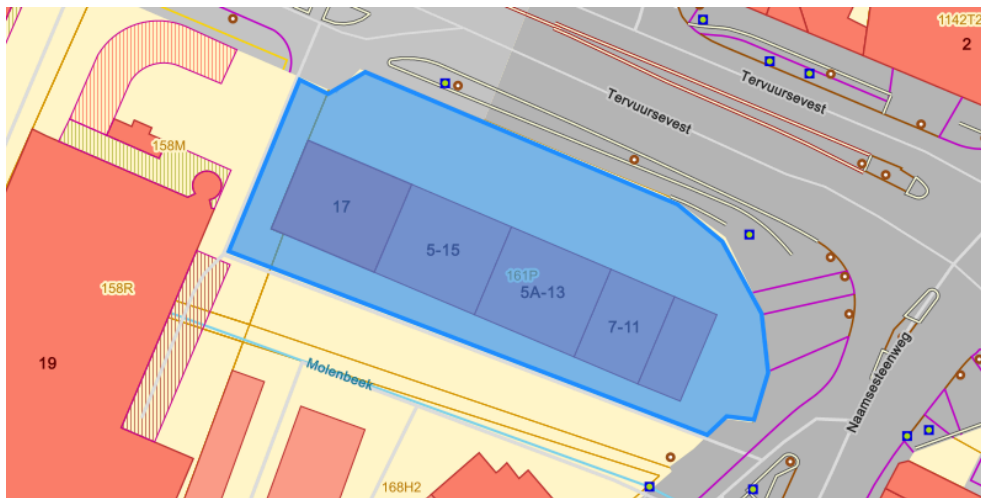 1142T2
2
Tervuursevest
Tervuursevest
158M
17
5-15
161P
5A-13
7-11
158R
19
Molenbeek
Naamsesteenweg
168H2